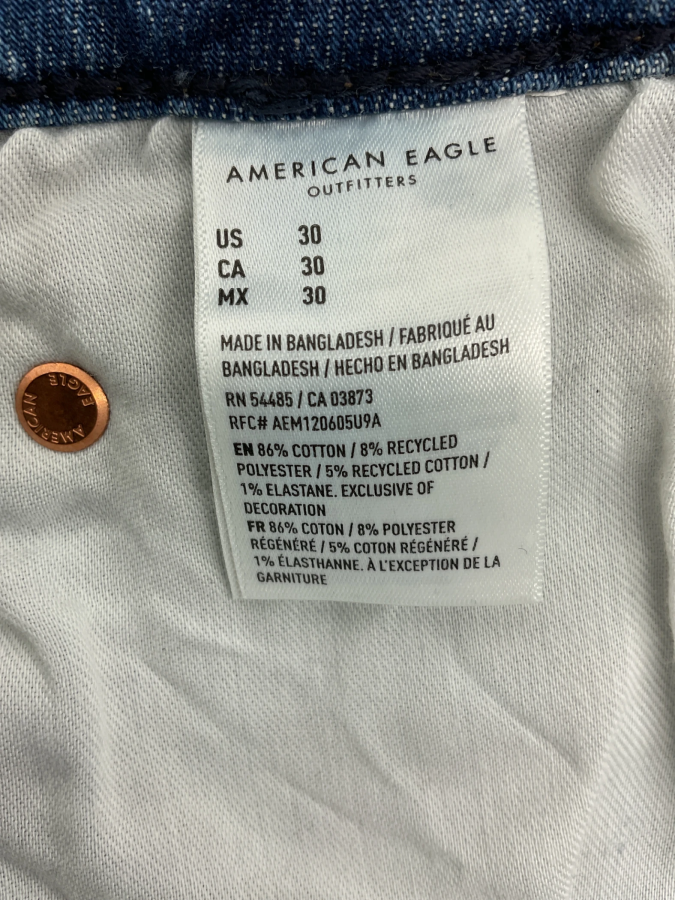 AMERICAN EAGLE
OUTFITTERS
US 30
CA 30
MX 30
MADE IN BANGLADESH / FABRIQUÉ AU
BANGLADESH / HECHO EN BANGLADESH
RN 54485 / CA 03873
RFC# AEM120605U9A
EN 86% COTTON / 8% RECYCLED
POLYESTER / 5% RECYCLED COTTON /
1% ELASTANE. EXCLUSIVE OF
DECORATION
FR 86% COTON / 8% POLYESTER
RÉGÉNÉRÉ / 5% COTON RÉGÉNÉRÉ /
1% ÉLASTHANNE. À L'EXCEPTION DE LA
GARNITURE
AMERICAN EAGLE